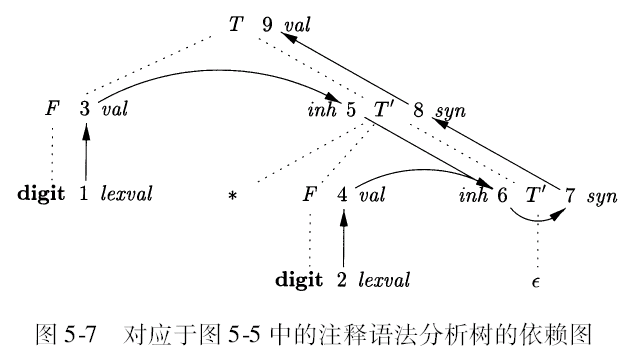 T 9 val
F 3 val inh 5 T′ 8 syn
digit 1 lexval * F 4 val inh 6 T′ 7 syn
digit 2 lexval ϵ
图 5-7 对应于图 5-5 中的注释语法分析树的依赖图